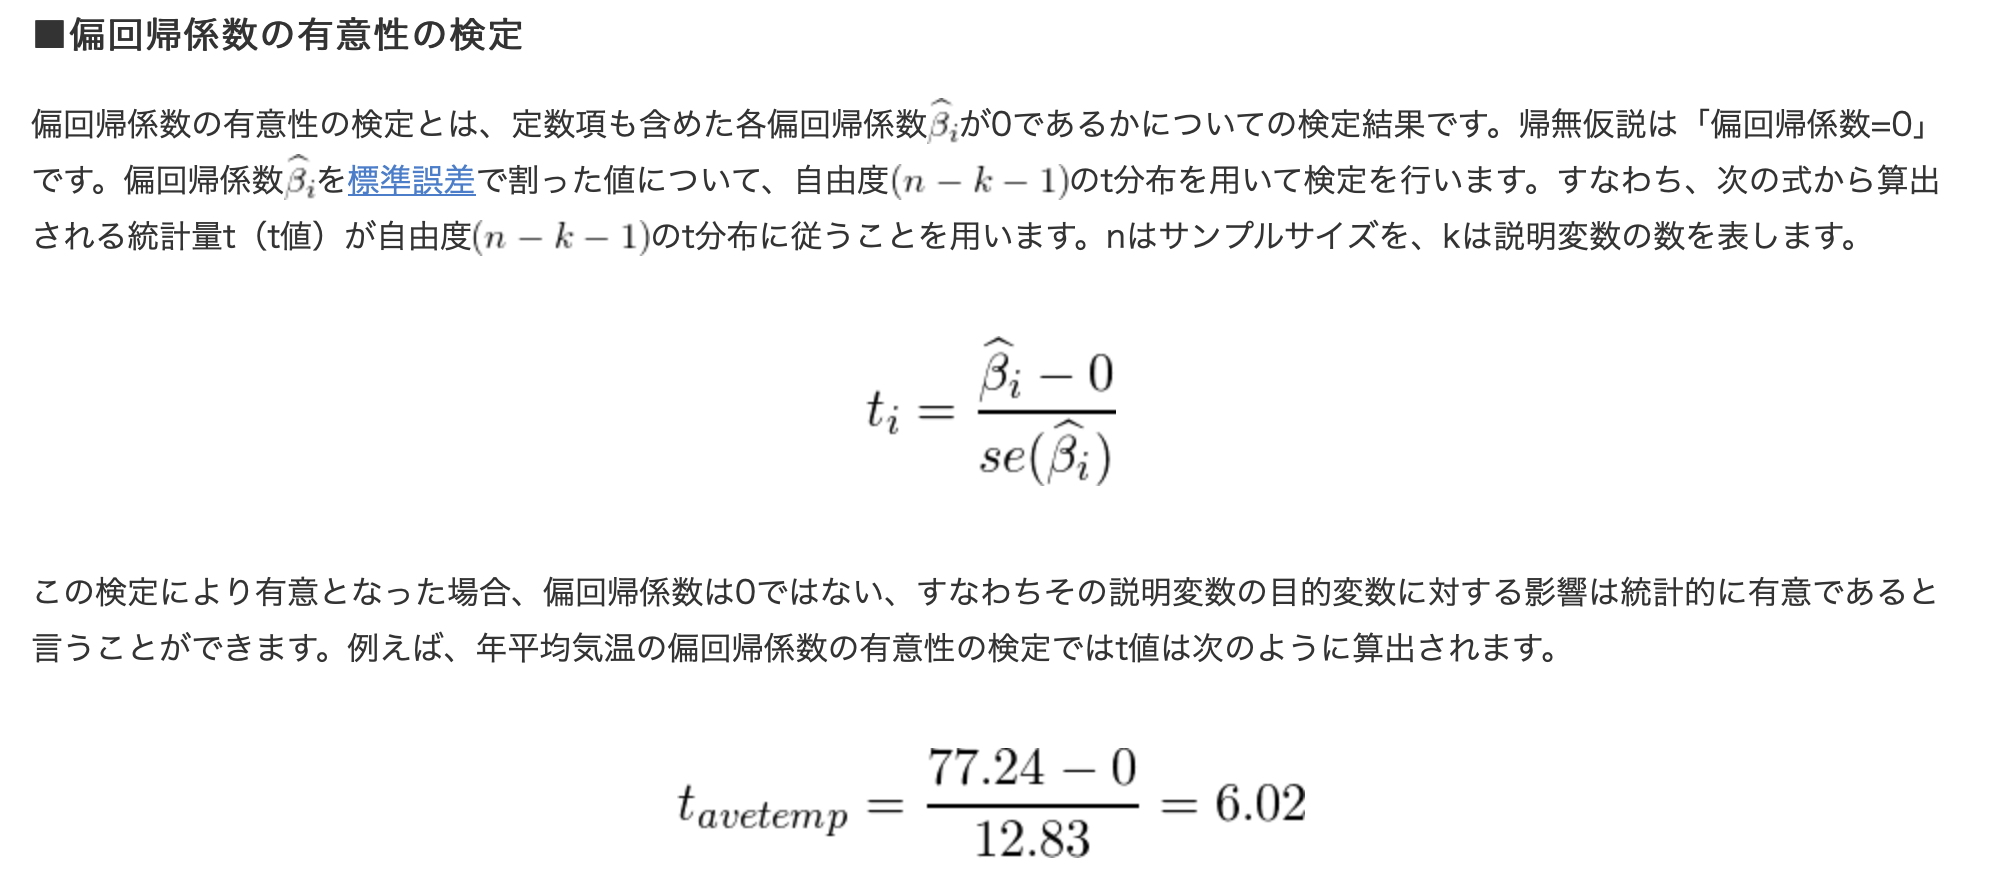 ■偏回帰係数の有意性の検定
偏回帰係数の有意性の検定とは、定数項も含めた各偏回帰係数\(\widehat{\beta}_i\)が0であるかについての検定結果です。帰無仮説は「偏回帰係数=0」
です。偏回帰係数\(\widehat{\beta}_i\)を標準誤差で割った値について、自由度(n − k − 1)のt分布を用いて検定を行います。すなわち、次の式から算出
される統計量t（t値）が自由度(n − k − 1)のt分布に従うことを用います。nはサンプルサイズを、kは説明変数の数を表します。
\(t_i = \frac{\widehat{\beta}_i - 0}{se(\widehat{\beta}_i)}\)
この検定により有意となった場合、偏回帰係数は0ではない、すなわちその説明変数の目的変数に対する影響は統計的に有意であると
言うことができます。例えば、年平均気温の偏回帰係数の有意性の検定ではt値は次のように算出されます。
\(t_{avetemp} = \frac{77.24 - 0}{12.83} = 6.02\)